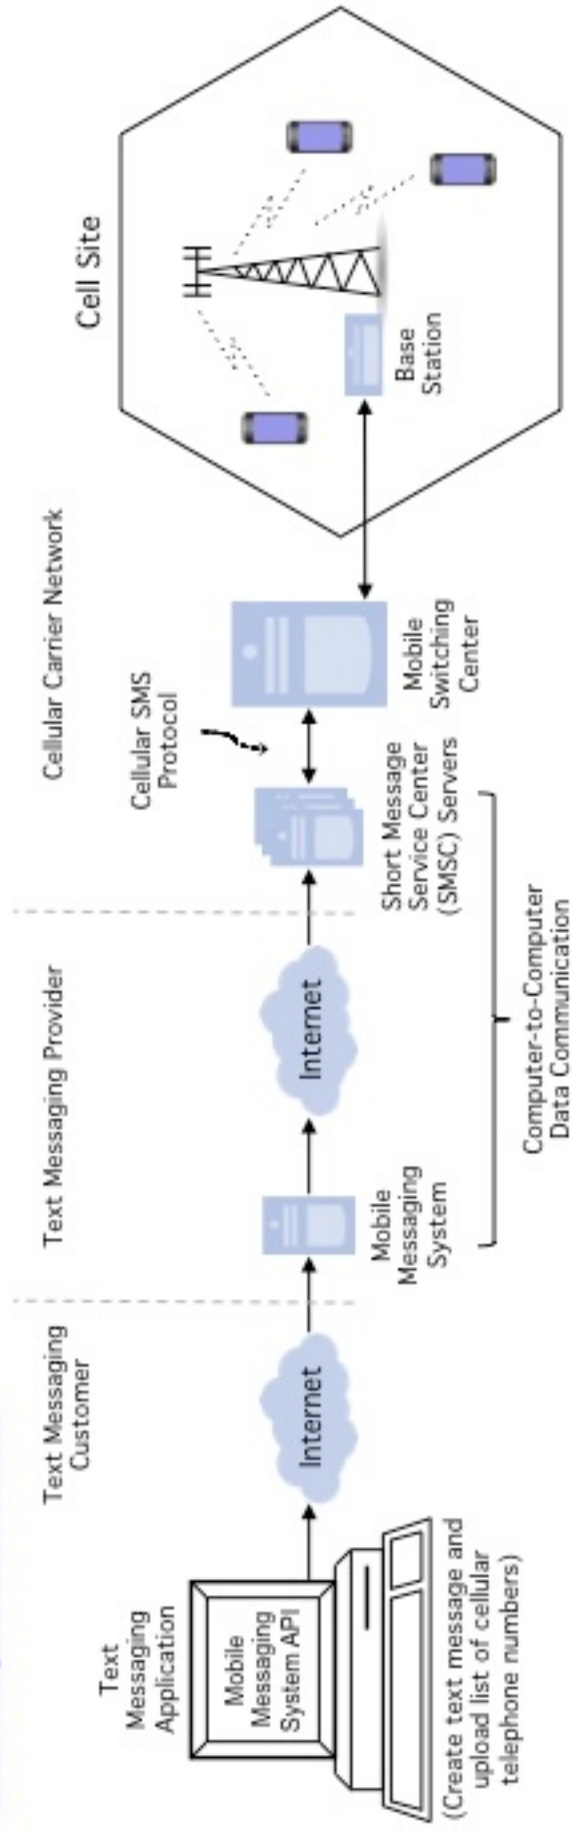 Text Messaging
Customer
Text Messaging Provider
Cellular Carrier Network
Cell Site
Text
Messaging
Application
Mobile
Messaging
System API
(Create text message and
upload list of cellular
telephone numbers)
Internet
Mobile
Messaging
System
Internet
Cellular SMS
Protocol
Short Message
Service Center
(SMSC) Servers
Mobile
Switching
Center
Base
Station
Computer-to-Computer
Data Communication